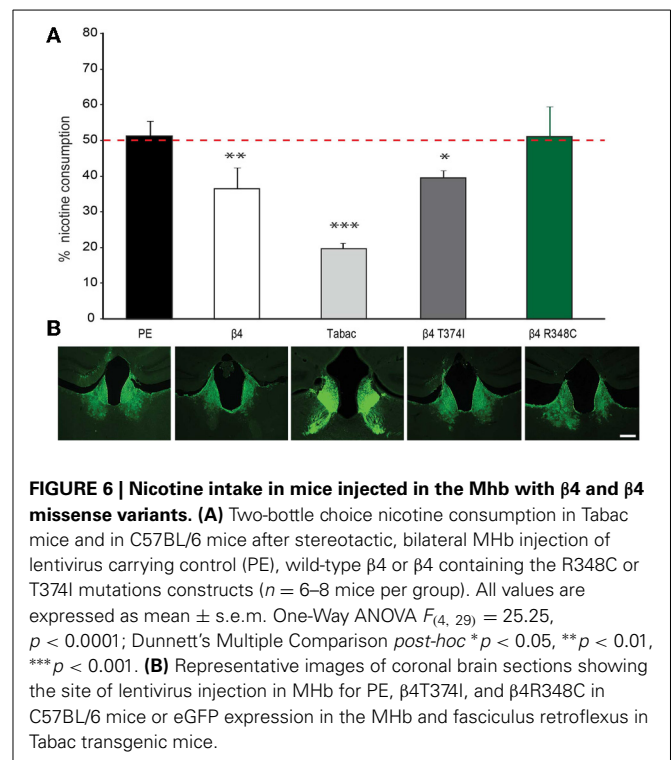 A
80
70
60
50
40
30
20
10
0
% nicotine consumption
**
***
*
PE β4 Tabac β4 T374I β4 R348C
B
FIGURE 6 | Nicotine intake in mice injected in the Mhb with β4 and β4
missense variants. (A) Two-bottle choice nicotine consumption in Tabac
mice and in C57BL/6 mice after stereotactic, bilateral MHb injection of
lentivirus carrying control (PE), wild-type β4 or β4 containing the R348C or
T374I mutations constructs (n = 6–8 mice per group). All values are
expressed as mean ± s.e.m. One-Way ANOVA F(4, 29) = 25.25,
p < 0.0001; Dunnett's Multiple Comparison post-hoc *p < 0.05, **p < 0.01,
***p < 0.001. (B) Representative images of coronal brain sections showing
the site of lentivirus injection in MHb for PE, β4T374I, and β4R348C in
C57BL/6 mice or eGFP expression in the MHb and fasciculus retroflexus in
Tabac transgenic mice.